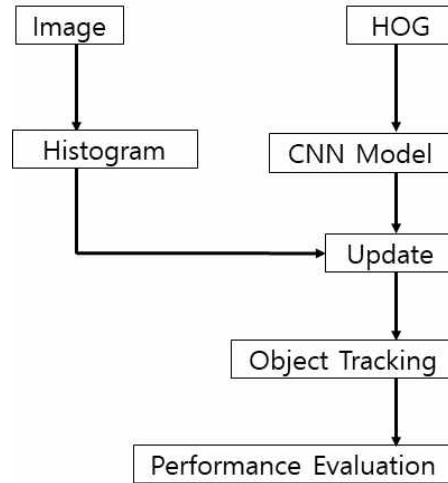 Image
HOG
Histogram
CNN Model
Update
Object Tracking
Performance Evaluation